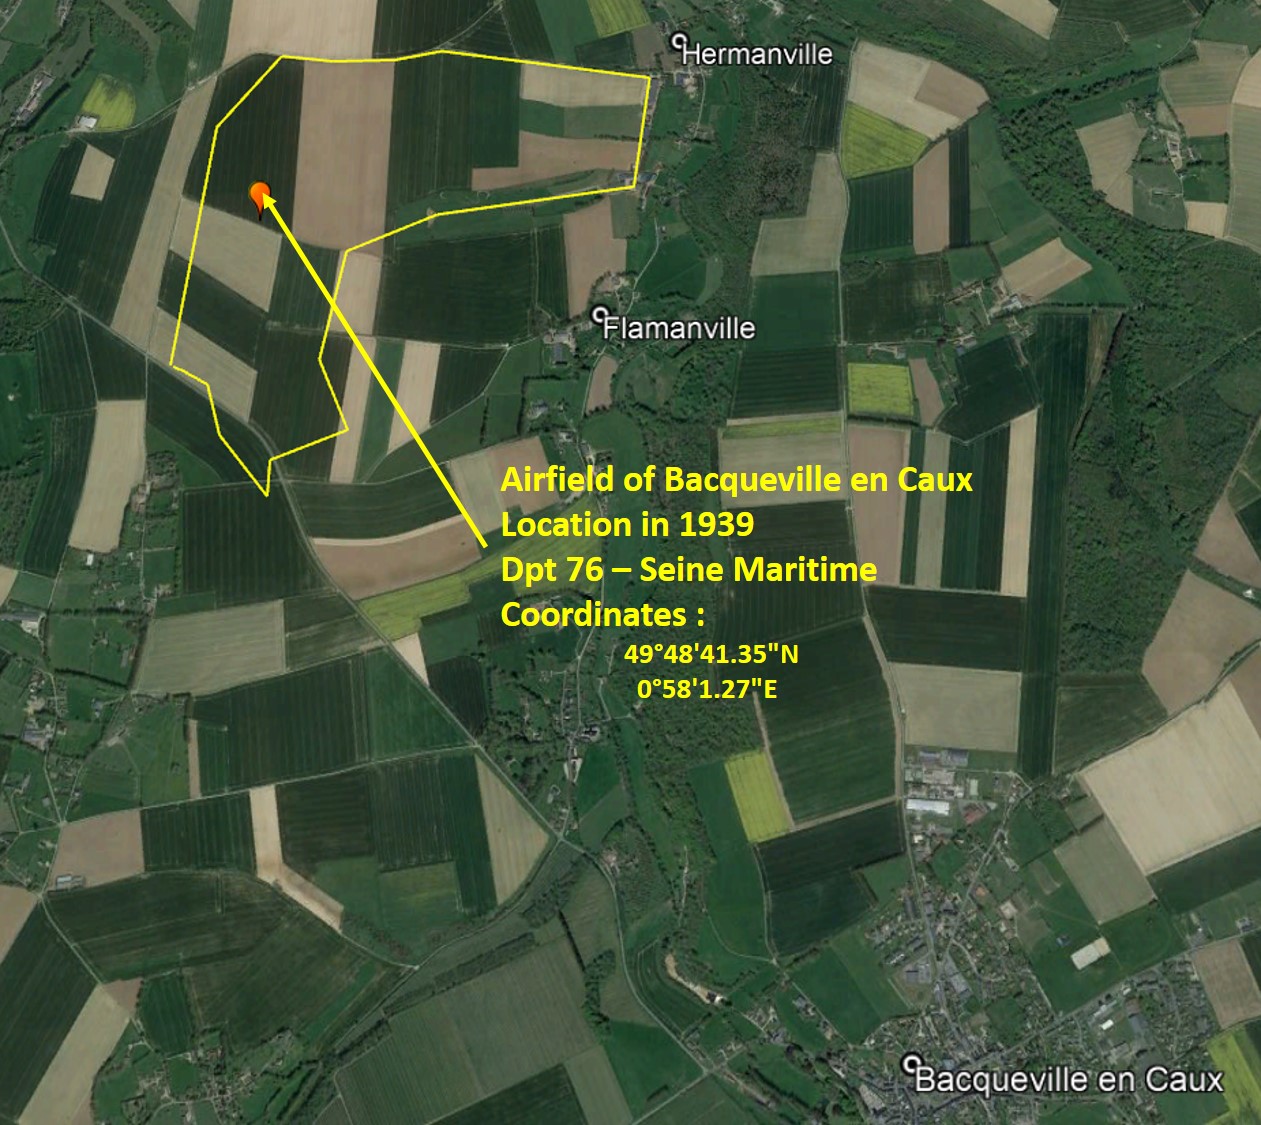 Hermanville
Flamanville
Airfield of Bacqueville en Caux
Location in 1939
Dpt 76 – Seine Maritime
Coordinates :
49°48'41.35"N
0°58'1.27"E
Bacqueville en Caux